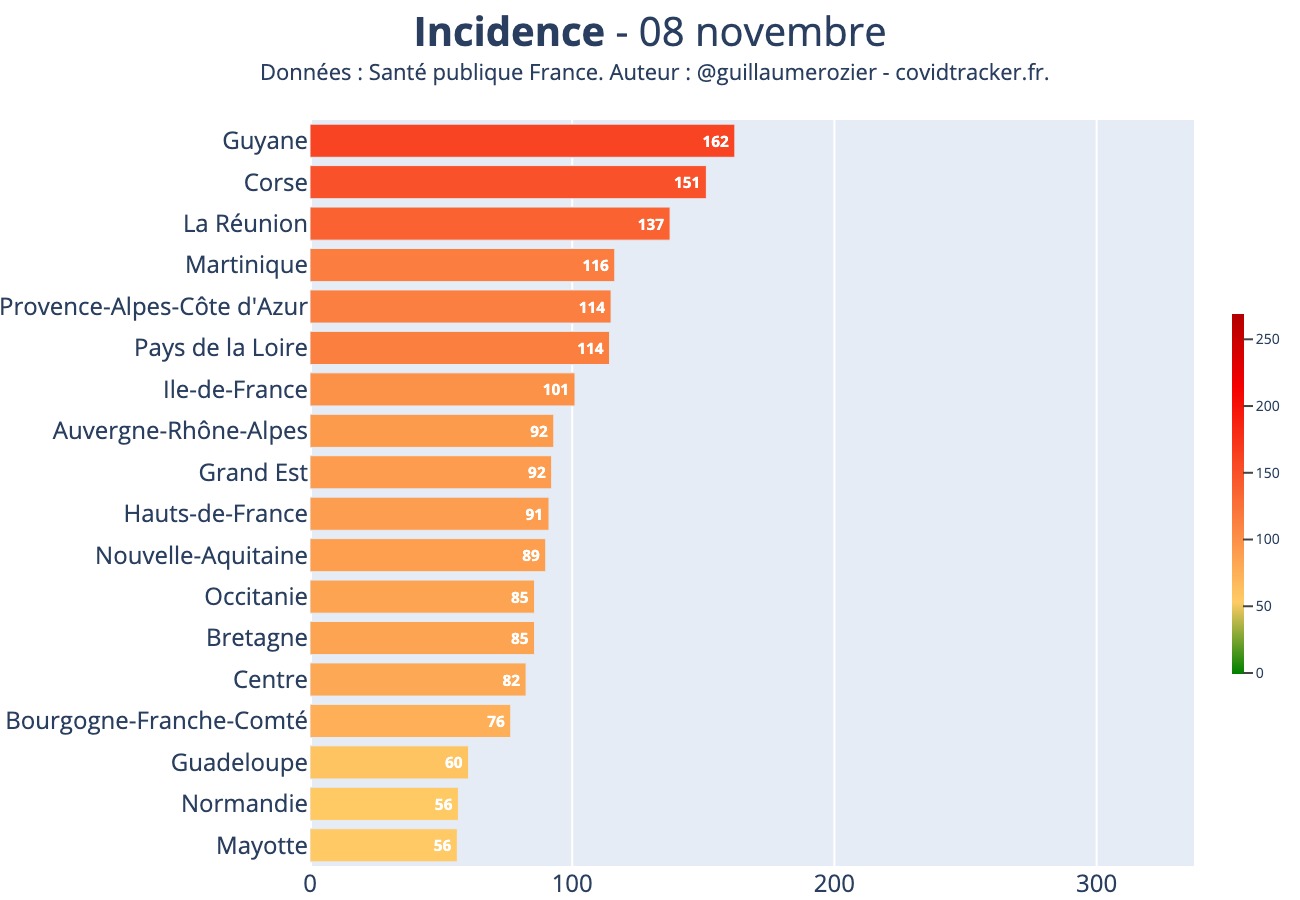 Incidence - 08 novembre
Données : Santé publique France. Auteur : @guillaumerozier - covidtracker.fr.
Guyane 162
Corse 151
La Réunion 137
Martinique 116
Provence-Alpes-Côte d'Azur 114
Pays de la Loire 114
Ile-de-France 101
Auvergne-Rhône-Alpes 92
Grand Est 92
Hauts-de-France 91
Nouvelle-Aquitaine 89
Occitanie 85
Bretagne 85
Centre 82
Bourgogne-Franche-Comté 76
Guadeloupe 60
Normandie 56
Mayotte 56
0 100 200 300
250
200
150
100
50
0